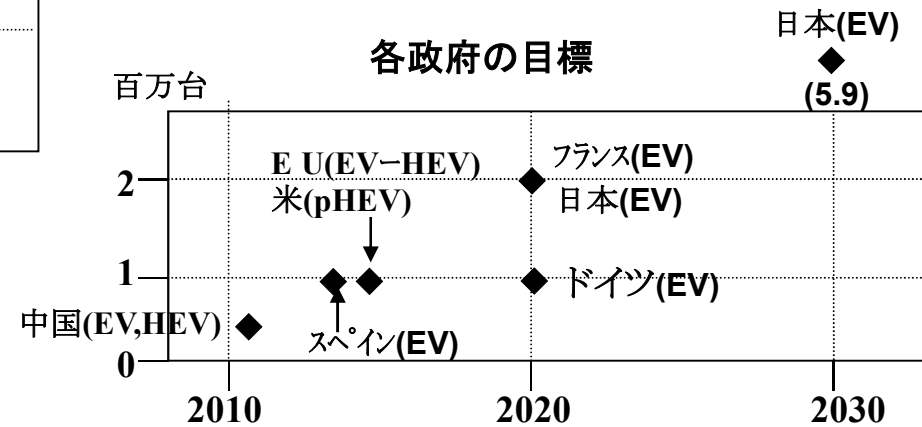 日本(EV)
各政府の目標
(5.9)
百万台
E U(EVーHEV)
米(pHEV)
フランス(EV)
日本(EV)
2
1
ドイツ(EV)
中国(EV,HEV)
スペイン(EV)
0
2010
2020
2030